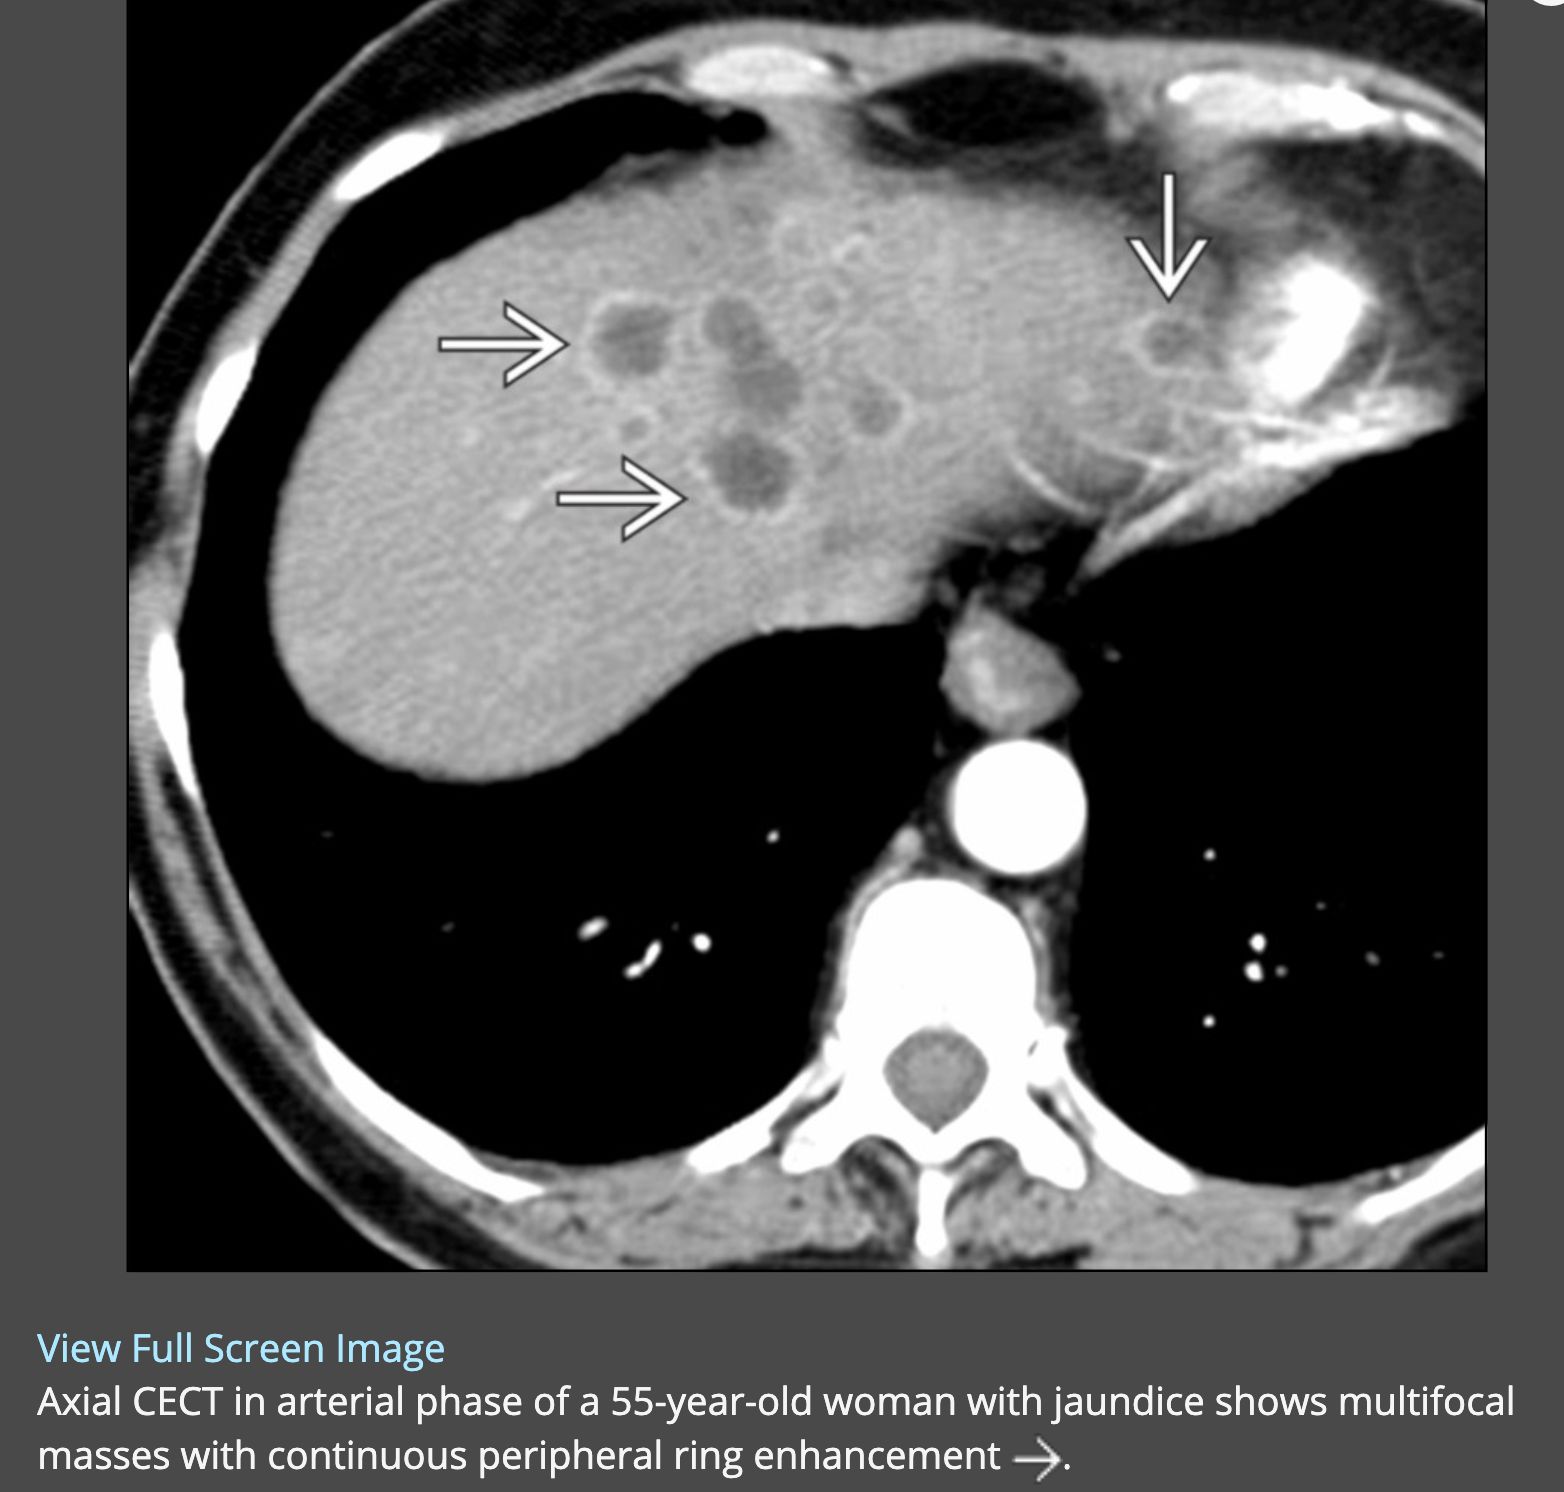 View Full Screen Image
Axial CECT in arterial phase of a 55-year-old woman with jaundice shows multifocal
masses with continuous peripheral ring enhancement →.